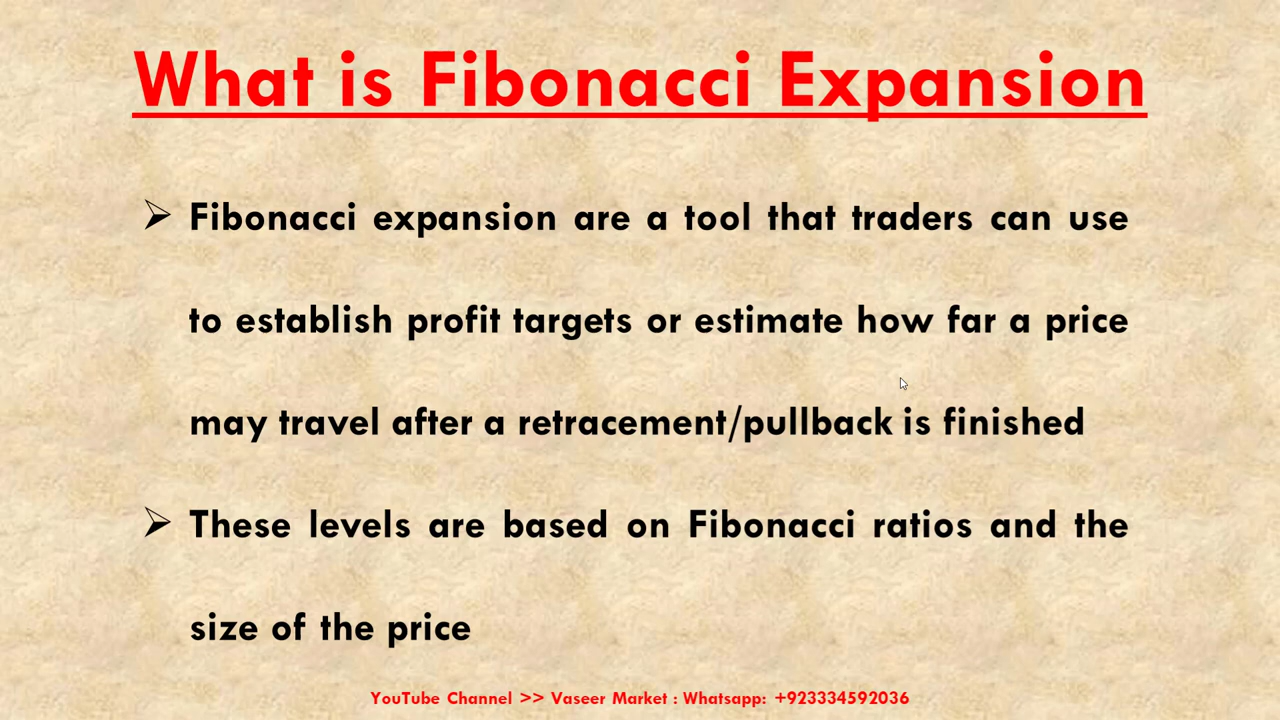 What is Fibonacci Expansion
➢ Fibonacci expansion are a tool that traders can use
to establish profit targets or estimate how far a price
may travel after a retracement/pullback is finished
➢ These levels are based on Fibonacci ratios and the
size of the price
YouTube Channel >> Vaseer Market : Whatsapp: +923334592036